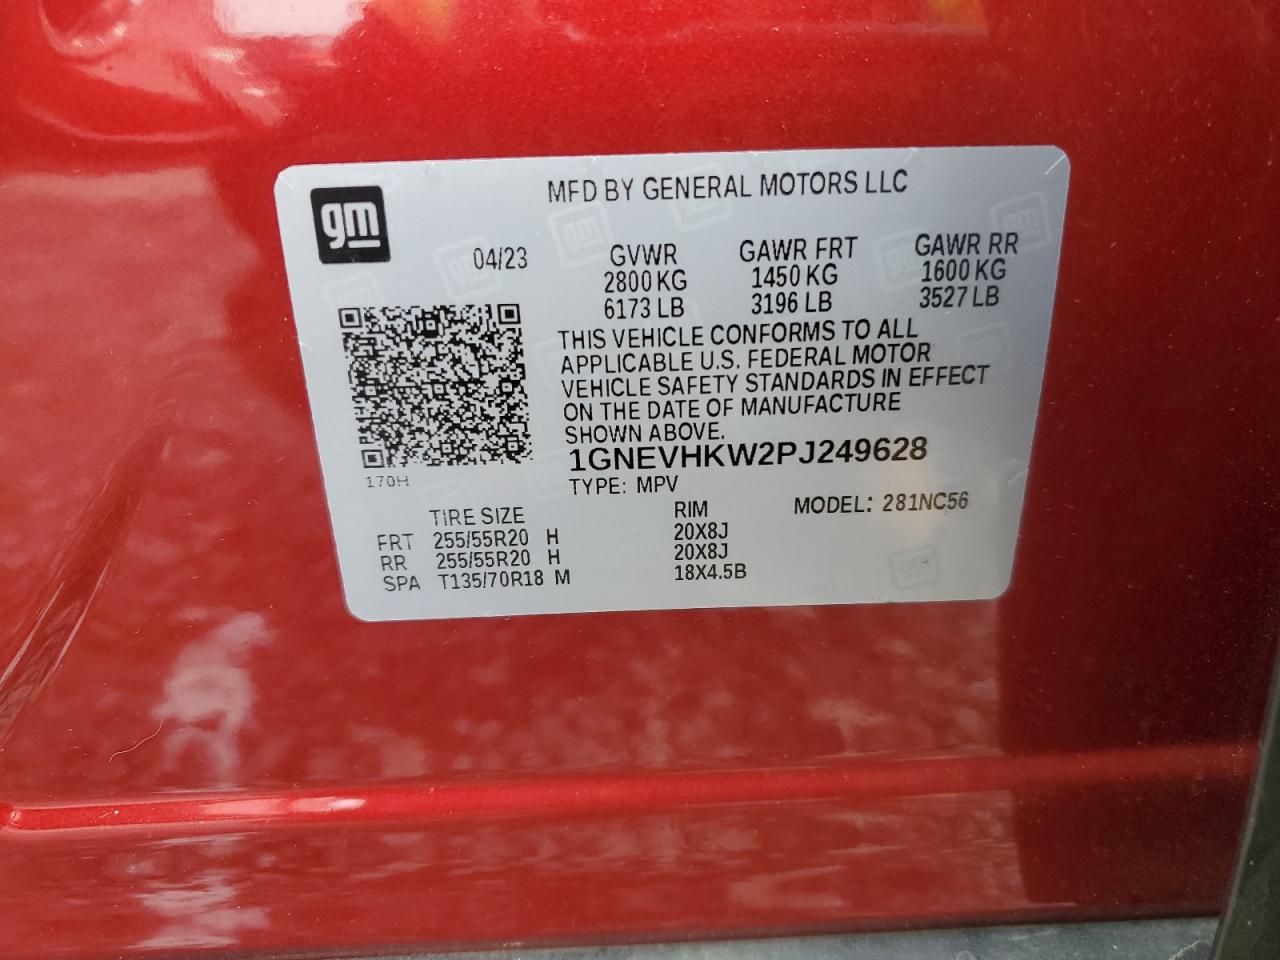 gm
MFD BY GENERAL MOTORS LLC
04/23 GVWR GAWR FRT GAWR RR
2800 KG 1450 KG 1600 KG
6173 LB 3196 LB 3527 LB
THIS VEHICLE CONFORMS TO ALL
APPLICABLE U.S. FEDERAL MOTOR
VEHICLE SAFETY STANDARDS IN EFFECT
ON THE DATE OF MANUFACTURE
SHOWN ABOVE.
1GNEVHKW2PJ249628
170H
TYPE: MPV
MODEL: 281NC56
TIRE SIZE RIM
FRT 255/55R20 H 20X8J
RR 255/55R20 H 20X8J
SPA T135/70R18 M 18X4.5B